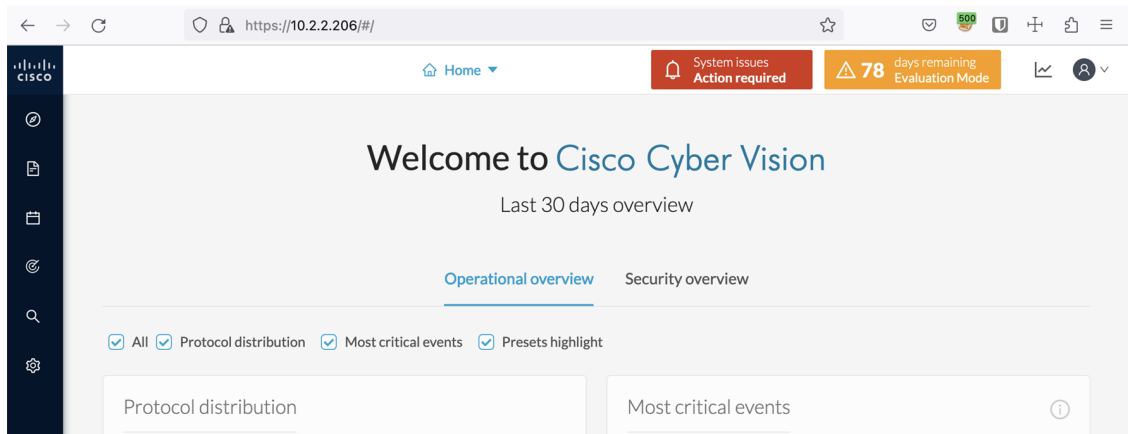 https://10.2.2.206/#/
500
CISCO
Home
System issues
Action required
78 days remaining
Evaluation Mode
Welcome to Cisco Cyber Vision
Last 30 days overview
Operational overview Security overview
All Protocol distribution Most critical events Presets highlight
Protocol distribution Most critical events